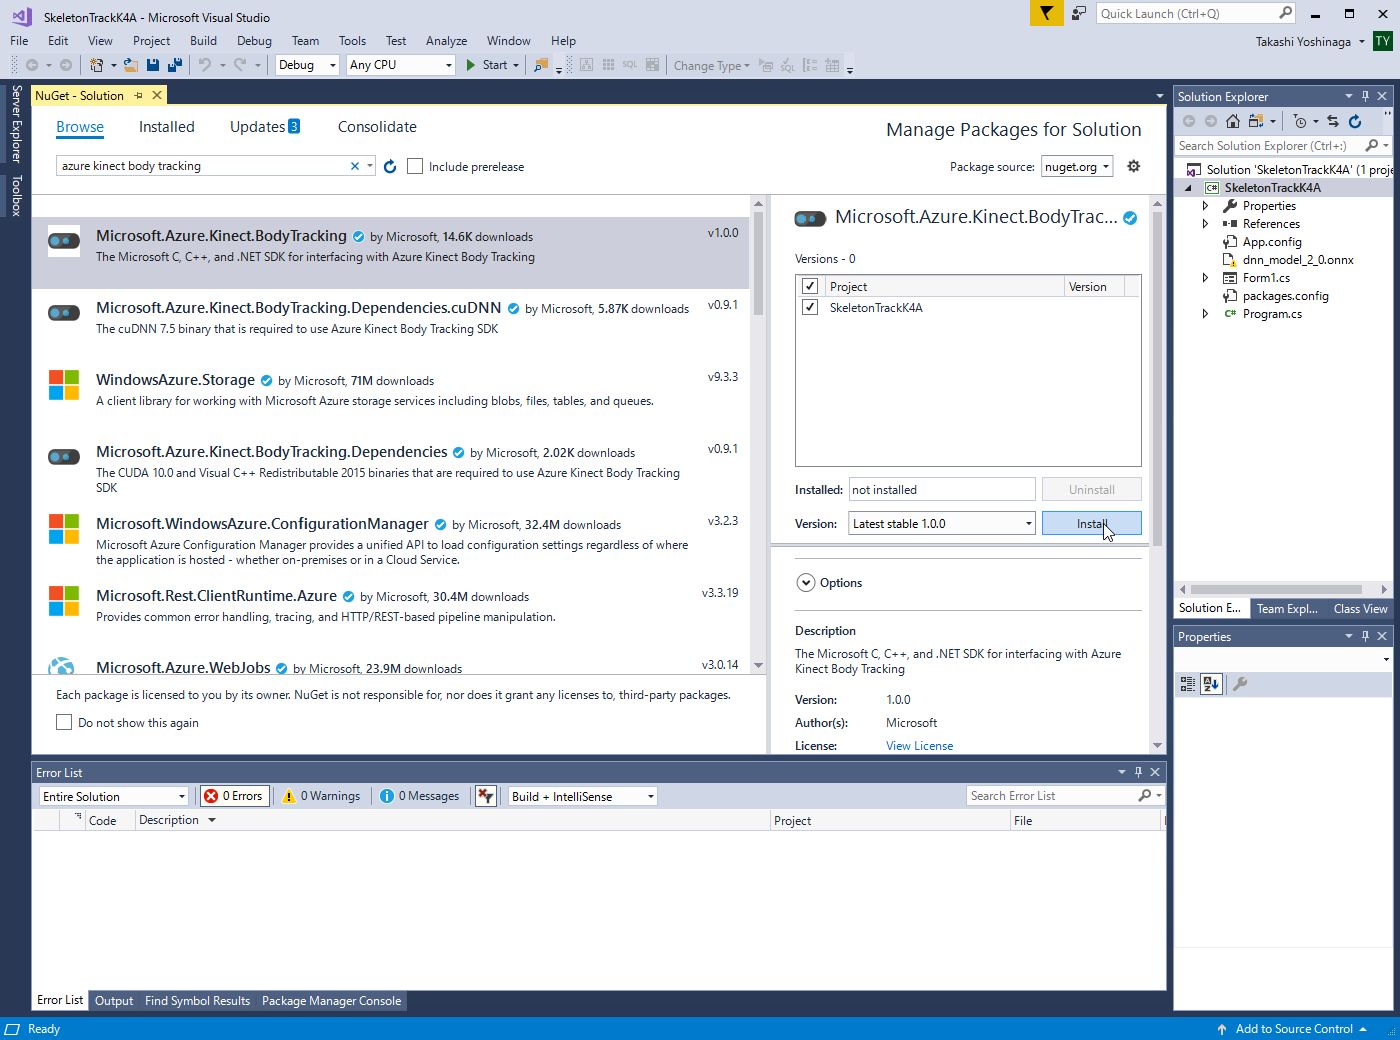 SkeletonTrackK4A - Microsoft Visual Studio
Quick Launch (Ctrl+Q)
File Edit View Project Build Debug Team Tools Test Analyze Window Help
Takashi Yoshinaga TY
Debug Any CPU Start SQL Change Type SQL
Server Explorer
Toolbox
NuGet - Solution
Browse Installed Updates 3 Consolidate
Manage Packages for Solution
azure kinect body tracking
Include prerelease
Package source: nuget.org
Microsoft.Azure.Kinect.BodyTracking by Microsoft, 14.6K downloads v1.0.0
The Microsoft C, C++, and .NET SDK for interfacing with Azure Kinect Body Tracking
Microsoft.Azure.Kinect.BodyTracking.Dependencies.cuDNN by Microsoft, 5.87K downloads v0.9.1
The cuDNN 7.5 binary that is required to use Azure Kinect Body Tracking SDK
WindowsAzure.Storage by Microsoft, 71M downloads v9.3.3
A client library for working with Microsoft Azure storage services including blobs, files, tables, and queues.
Microsoft.Azure.Kinect.BodyTracking.Dependencies by Microsoft, 2.02K downloads v0.9.1
The CUDA 10.0 and Visual C++ Redistributable 2015 binaries that are required to use Azure Kinect Body Tracking
SDK
Microsoft.WindowsAzure.ConfigurationManager by Microsoft, 32.4M downloads v3.2.3
Microsoft Azure Configuration Manager provides a unified API to load configuration settings regardless of where
the application is hosted - whether on-premises or in a Cloud Service.
Microsoft.Rest.ClientRuntime.Azure by Microsoft, 30.4M downloads v3.3.19
Provides common error handling, tracing, and HTTP/REST-based pipeline manipulation.
Microsoft.Azure.WebJobs by Microsoft, 23.9M downloads v3.0.14
Each package is licensed to you by its owner. NuGet is not responsible for, nor does it grant any licenses to, third-party packages.
Do not show this again
Microsoft.Azure.Kinect.BodyTrac...
Versions - 0
Project Version
SkeletonTrackK4A
Installed: not installed Uninstall
Version: Latest stable 1.0.0 Install
Options
Description
The Microsoft C, C++, and .NET SDK for interfacing with Azure
Kinect Body Tracking
Version: 1.0.0
Author(s): Microsoft
License: View License
Solution Explorer
Search Solution Explorer (Ctrl+:)
Solution 'SkeletonTrackK4A' (1 proje
C# SkeletonTrackK4A
Properties
References
App.config
dnn_model_2_0.onnx
Form1.cs
packages.config
C# Program.cs
Solution E... Team Expl... Class View
Properties
Error List
Entire Solution 0 Errors 0 Warnings 0 Messages Build + IntelliSense Search Error List
Code Description Project File
Error List Output Find Symbol Results Package Manager Console
Ready Add to Source Control